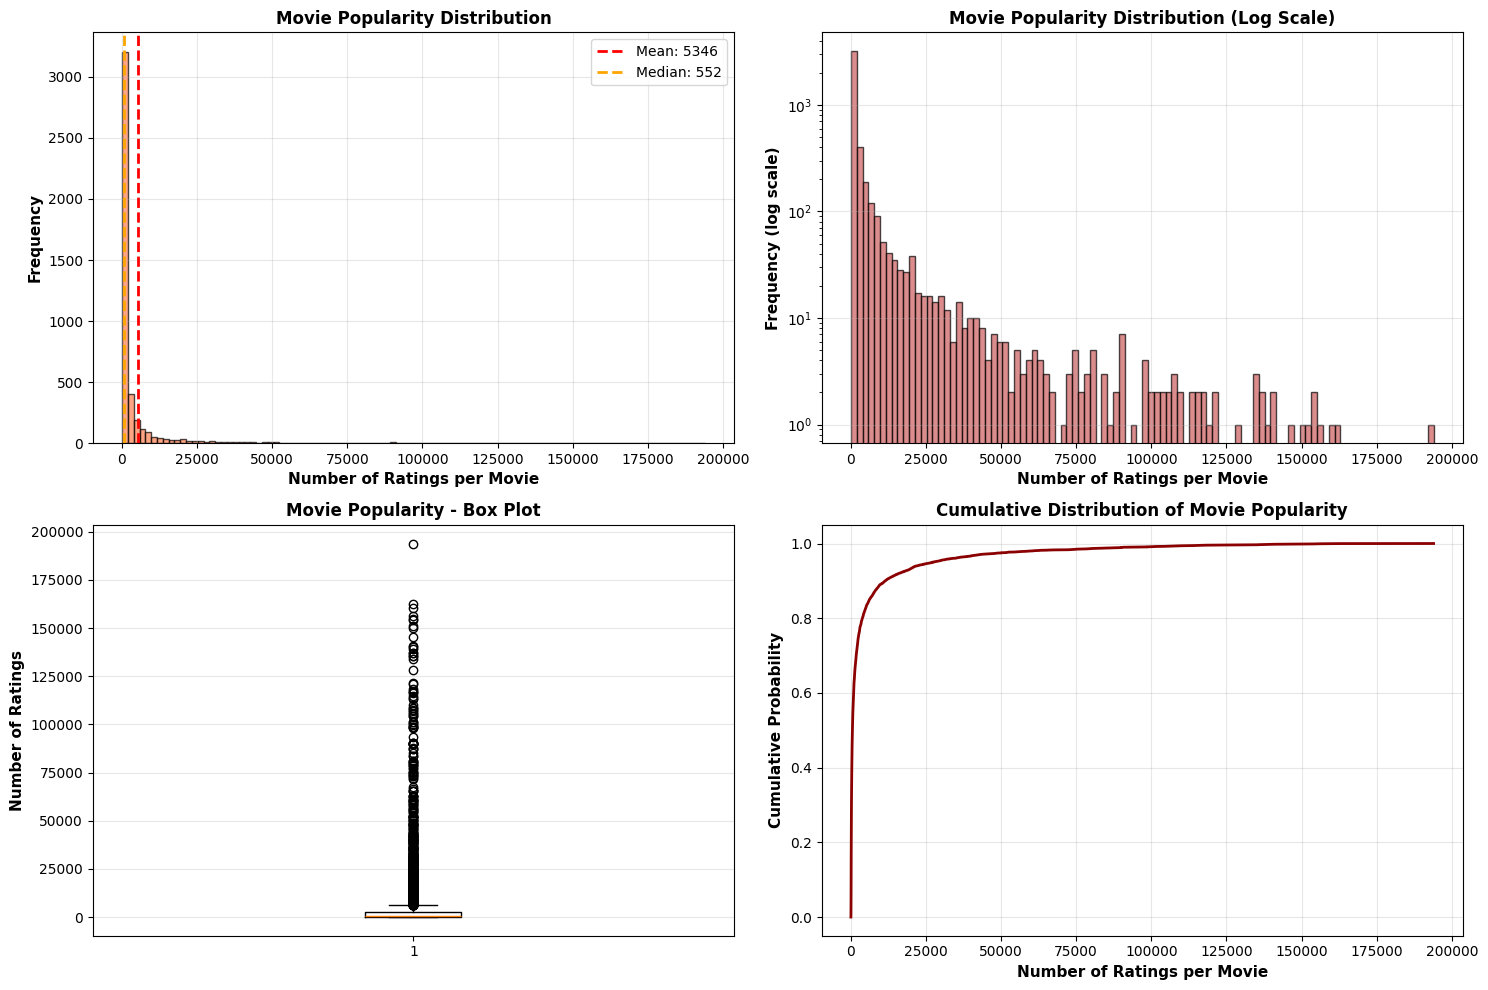 Movie Popularity Distribution
3000
2500
2000
1500
1000
500
0
Frequency
Mean: 5346
Median: 552
0 25000 50000 75000 100000 125000 150000 175000 200000
Number of Ratings per Movie
Movie Popularity Distribution (Log Scale)
10³
10²
10¹
10⁰
Frequency (log scale)
0 25000 50000 75000 100000 125000 150000 175000 200000
Number of Ratings per Movie
Movie Popularity - Box Plot
200000
175000
150000
125000
100000
75000
50000
25000
0
Number of Ratings
1
Cumulative Distribution of Movie Popularity
1.0
0.8
0.6
0.4
0.2
0.0
Cumulative Probability
0 25000 50000 75000 100000 125000 150000 175000 200000
Number of Ratings per Movie